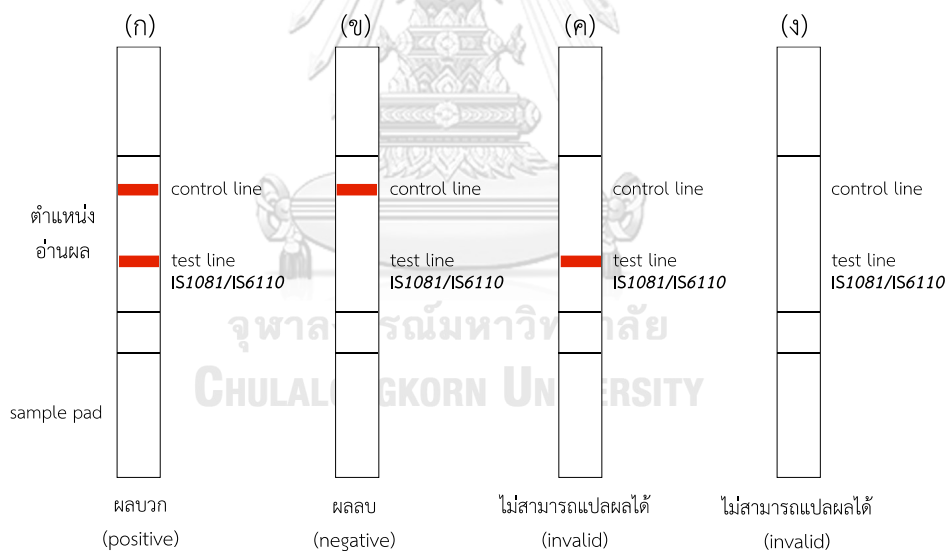 (ก) (ข) (ค) (ง)
control line control line control line control line
ตำแหน่ง
อ่านผล
test line test line test line test line
IS1081/IS6110 IS1081/IS6110 IS1081/IS6110 IS1081/IS6110
จุฬาลงกรณ์มหาวิทยาลัย
CHULALONGKORN UNIVERSITY
sample pad
ผลบวก ผลลบ ไม่สามารถแปลผลได้ ไม่สามารถแปลผลได้
(positive) (negative) (invalid) (invalid)